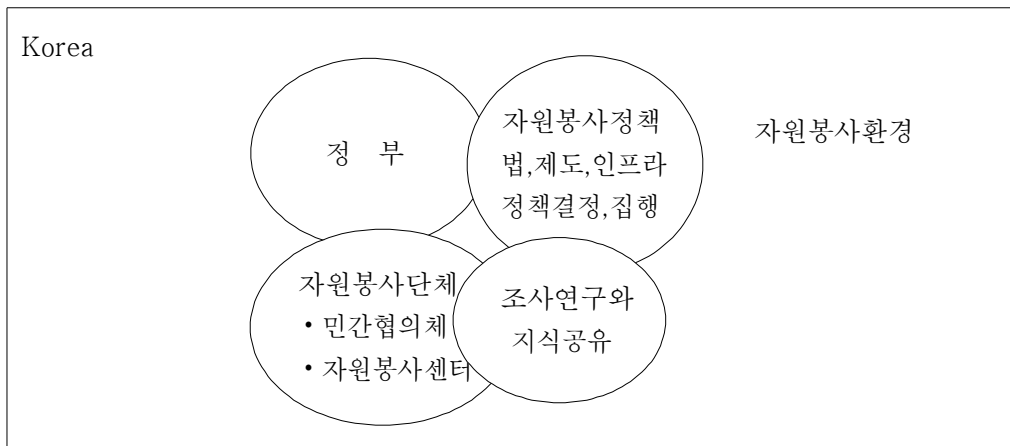 Korea
정 부
자원봉사정책
법,제도,인프라
정책결정,집행
자원봉사환경
자원봉사단체
• 민간협의체
• 자원봉사센터
조사연구와
지식공유